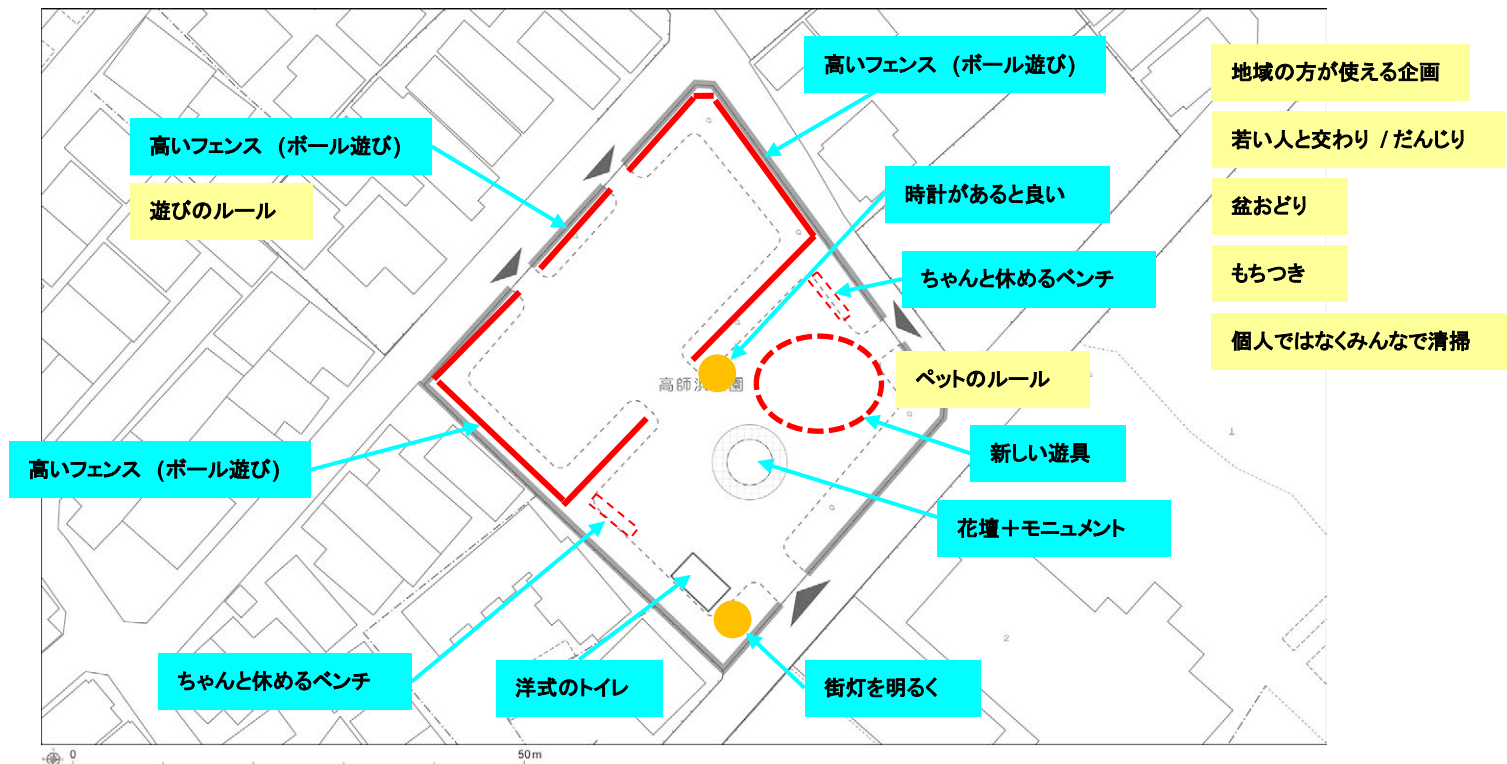 高いフェンス (ボール遊び)
地域の方が使える企画
高いフェンス (ボール遊び)
若い人と交わり / だんじり
時計があると良い
遊びのルール
盆おどり
ちゃんと休めるベンチ
もちつき
個人ではなくみんなで清掃
ペットのルール
高師浜 園
新しい遊具
高いフェンス (ボール遊び)
花壇＋モニュメント
2
ちゃんと休めるベンチ
洋式のトイレ
街灯を明るく
0
50m